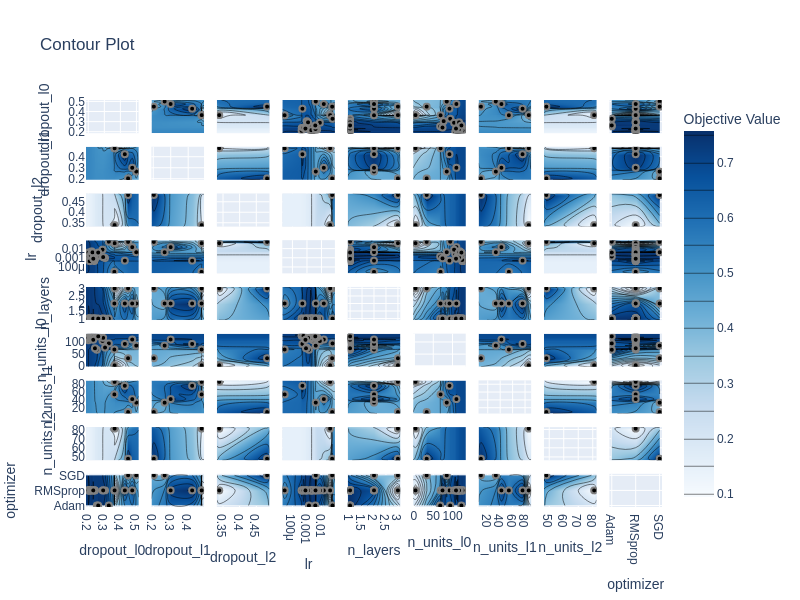 Contour Plot
Objective Value
0.7
0.6
0.5
0.4
0.3
0.2
0.1
dropout_l0
0.5
0.4
0.3
0.2
dropout_l1
0.4
0.3
0.2
dropout_l2
0.45
0.4
0.35
lr
0.01
0.001
100μ
n_layers
3
2.5
2
1.5
1
n_units_l0
100
50
0
n_units_l1
80
60
40
20
n_units_l2
80
70
60
50
optimizer
SGD
RMSprop
Adam
0.2
0.3
0.4
0.5
dropout_l0
0.2
0.3
0.4
dropout_l1
0.35
0.4
0.45
dropout_l2
100μ
0.001
0.01
lr
1
1.5
2
2.5
3
n_layers
0 50 100
n_units_l0
20 40 60 80
n_units_l1
50 60 70 80
n_units_l2
Adam
RMSprop
SGD
optimizer